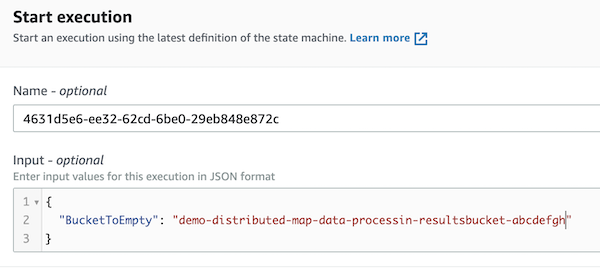 Start execution
Start an execution using the latest definition of the state machine. Learn more
Name - optional
4631d5e6-ee32-62cd-6be0-29eb848e872c
Input - optional
Enter input values for this execution in JSON format
1 {
2 "BucketToEmpty": "demo-distributed-map-data-processin-resultsbucket-abcdefgh"
3 }